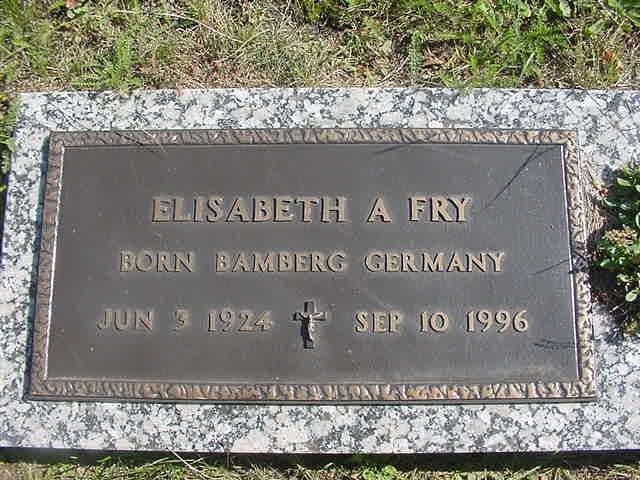 ELISABETH A FRY
BORN BAMBERG GERMANY
JUN 5 1924 SEP 10 1996